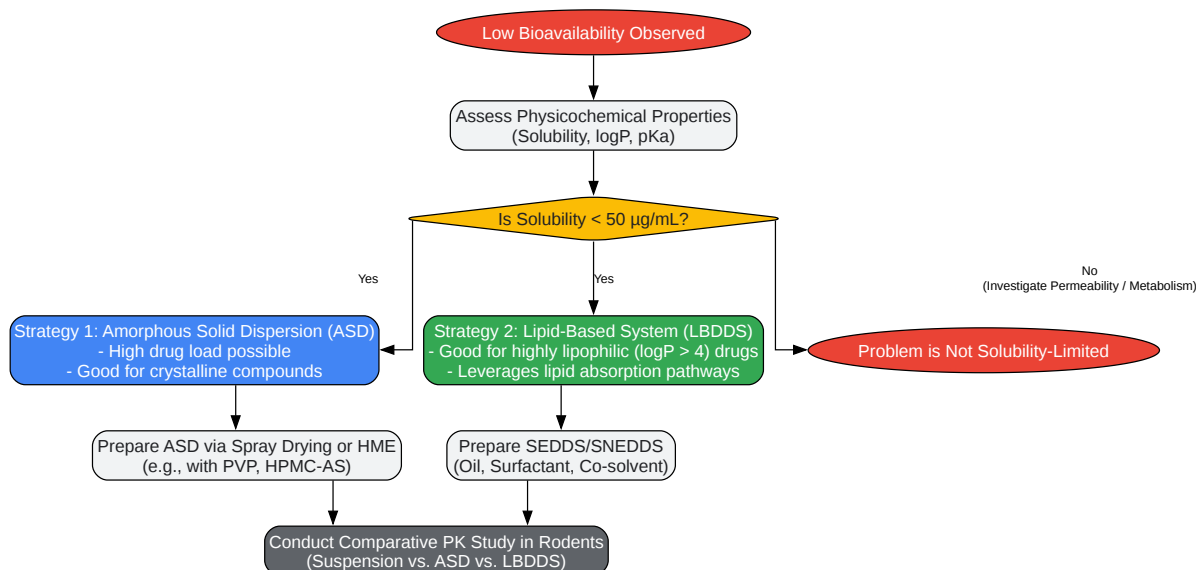 Low Bioavailability Observed
Assess Physicochemical Properties
(Solubility, logP, pKa)
Is Solubility < 50 µg/mL?
Yes
Yes
No
(Investigate Permeability / Metabolism)
Strategy 1: Amorphous Solid Dispersion (ASD)
- High drug load possible
- Good for crystalline compounds
Strategy 2: Lipid-Based System (LBDDS)
- Good for highly lipophilic (logP > 4) drugs
- Leverages lipid absorption pathways
Problem is Not Solubility-Limited
Prepare ASD via Spray Drying or HME
(e.g., with PVP, HPMC-AS)
Prepare SEDDS/SNEDDS
(Oil, Surfactant, Co-solvent)
Conduct Comparative PK Study in Rodents
(Suspension vs. ASD vs. LBDDS)